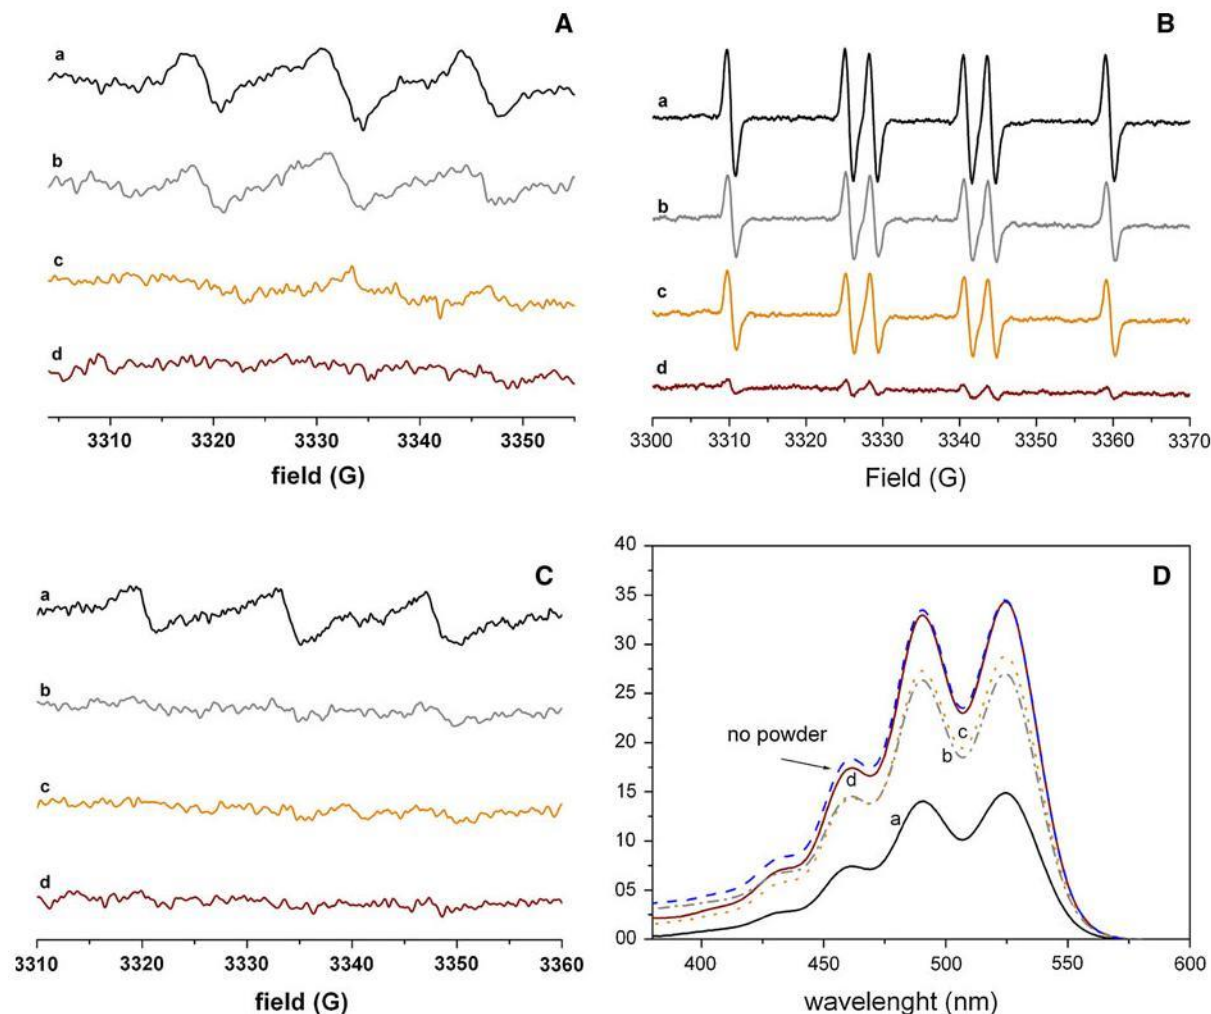 A
a
b
c
d
3310 3320 3330 3340 3350
field (G)
B
a
b
c
d
3300 3310 3320 3330 3340 3350 3360 3370
Field (G)
C
a
b
c
d
3310 3320 3330 3340 3350 3360
field (G)
D
40
35
30
25
20
15
10
05
00
no powder
d
c
b
a
400 450 500 550 600
wavelenght (nm)